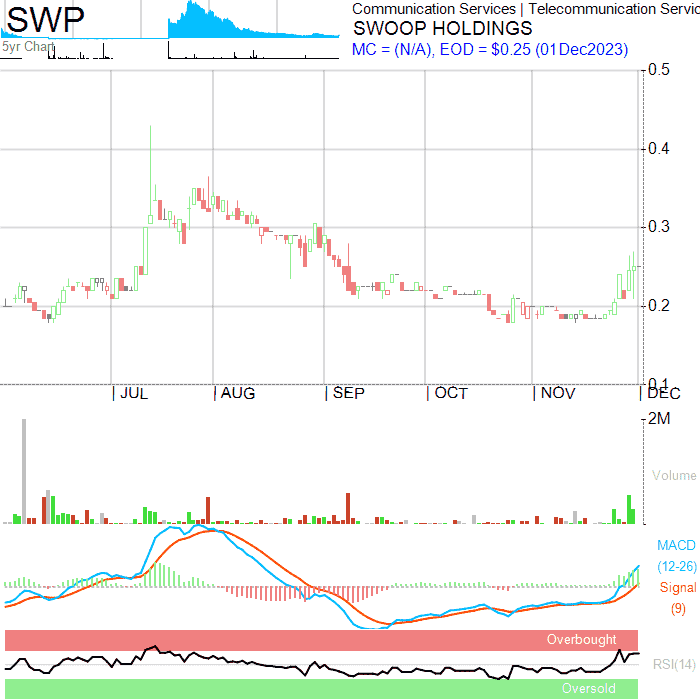 SWP
Communication Services | Telecommunication Servic
SWOOP HOLDINGS
5yr Chart
MC = (N/A), EOD = $0.25 (01Dec2023)
0.5
0.4
0.3
0.2
0.1
| JUL | AUG | SEP | OCT | NOV | DEC
2M
Volume
MACD
(12-26)
Signal
(9)
Overbought
RSI(14)
Oversold